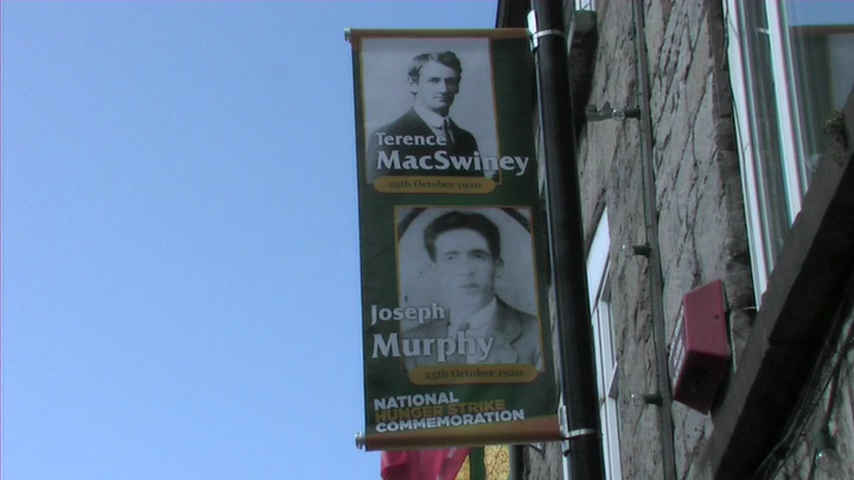 Terence
MacSwiney
25th October 1920
Joseph
Murphy
25th October 1920
NATIONAL
HUNGER STRIKE
COMMEMORATION